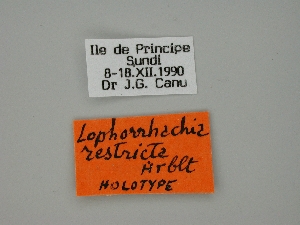 Ile de Principe
Sundi
8-18.XII.1990
Dr J.G. Canu
Lophorrhachia
restricta
Hrblt
HOLOTYPE